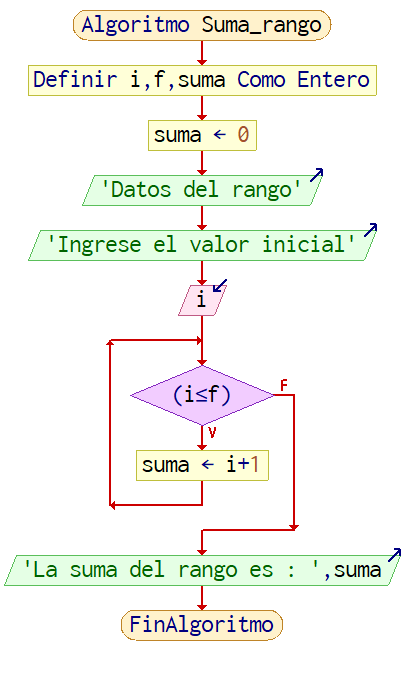 Algoritmo Suma_rango
Definir i,f,suma Como Entero
suma ← 0
'Datos del rango'
'Ingrese el valor inicial'
i
(i≤f)
F
V
suma ← i+1
'La suma del rango es : ',suma
FinAlgoritmo